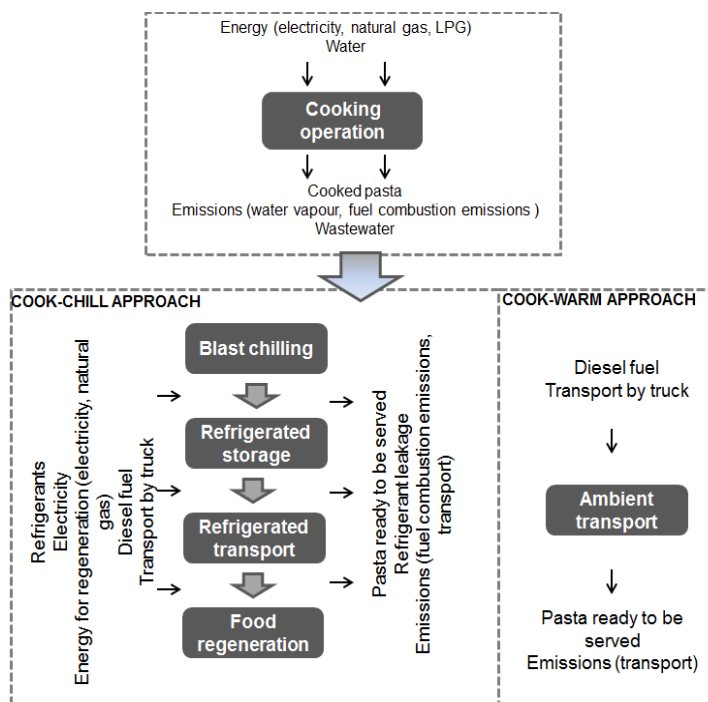 Energy (electricity, natural gas, LPG)
Water
Cooking
operation
Cooked pasta
Emissions (water vapour, fuel combustion emissions )
Wastewater
COOK-CHILL APPROACH
Refrigerants
Electricity
Energy for regeneration (electricity, natural
gas)
Diesel fuel
Transport by truck
Blast chilling
Refrigerated
storage
Refrigerated
transport
Food
regeneration
Pasta ready to be served
Refrigerant leakage
Emissions (fuel combustion emissions,
transport)
COOK-WARM APPROACH
Diesel fuel
Transport by truck
Ambient
transport
Pasta ready to be
served
Emissions (transport)